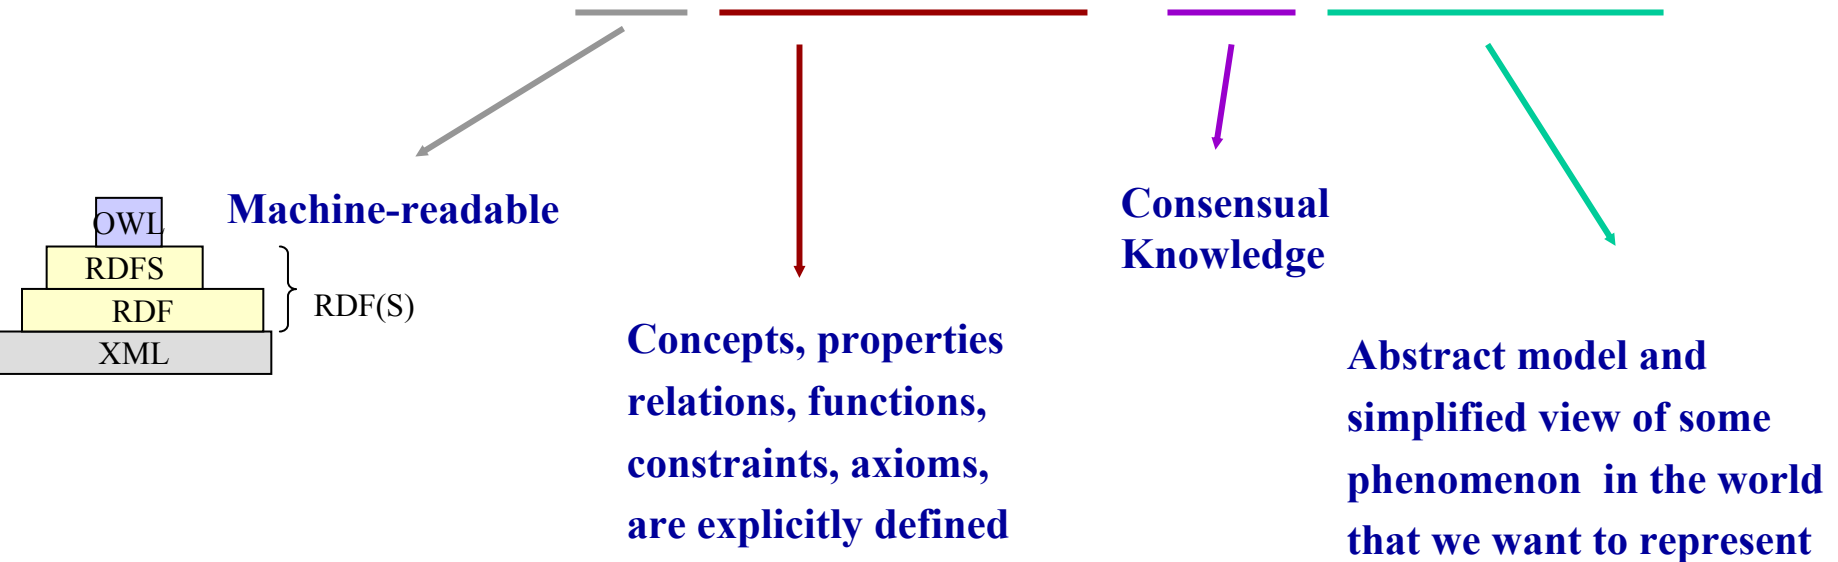 OWL
RDFS
RDF
XML
RDF(S)
Machine-readable
Concepts, properties
relations, functions,
constraints, axioms,
are explicitly defined
Consensual
Knowledge
Abstract model and
simplified view of some
phenomenon in the world
that we want to represent